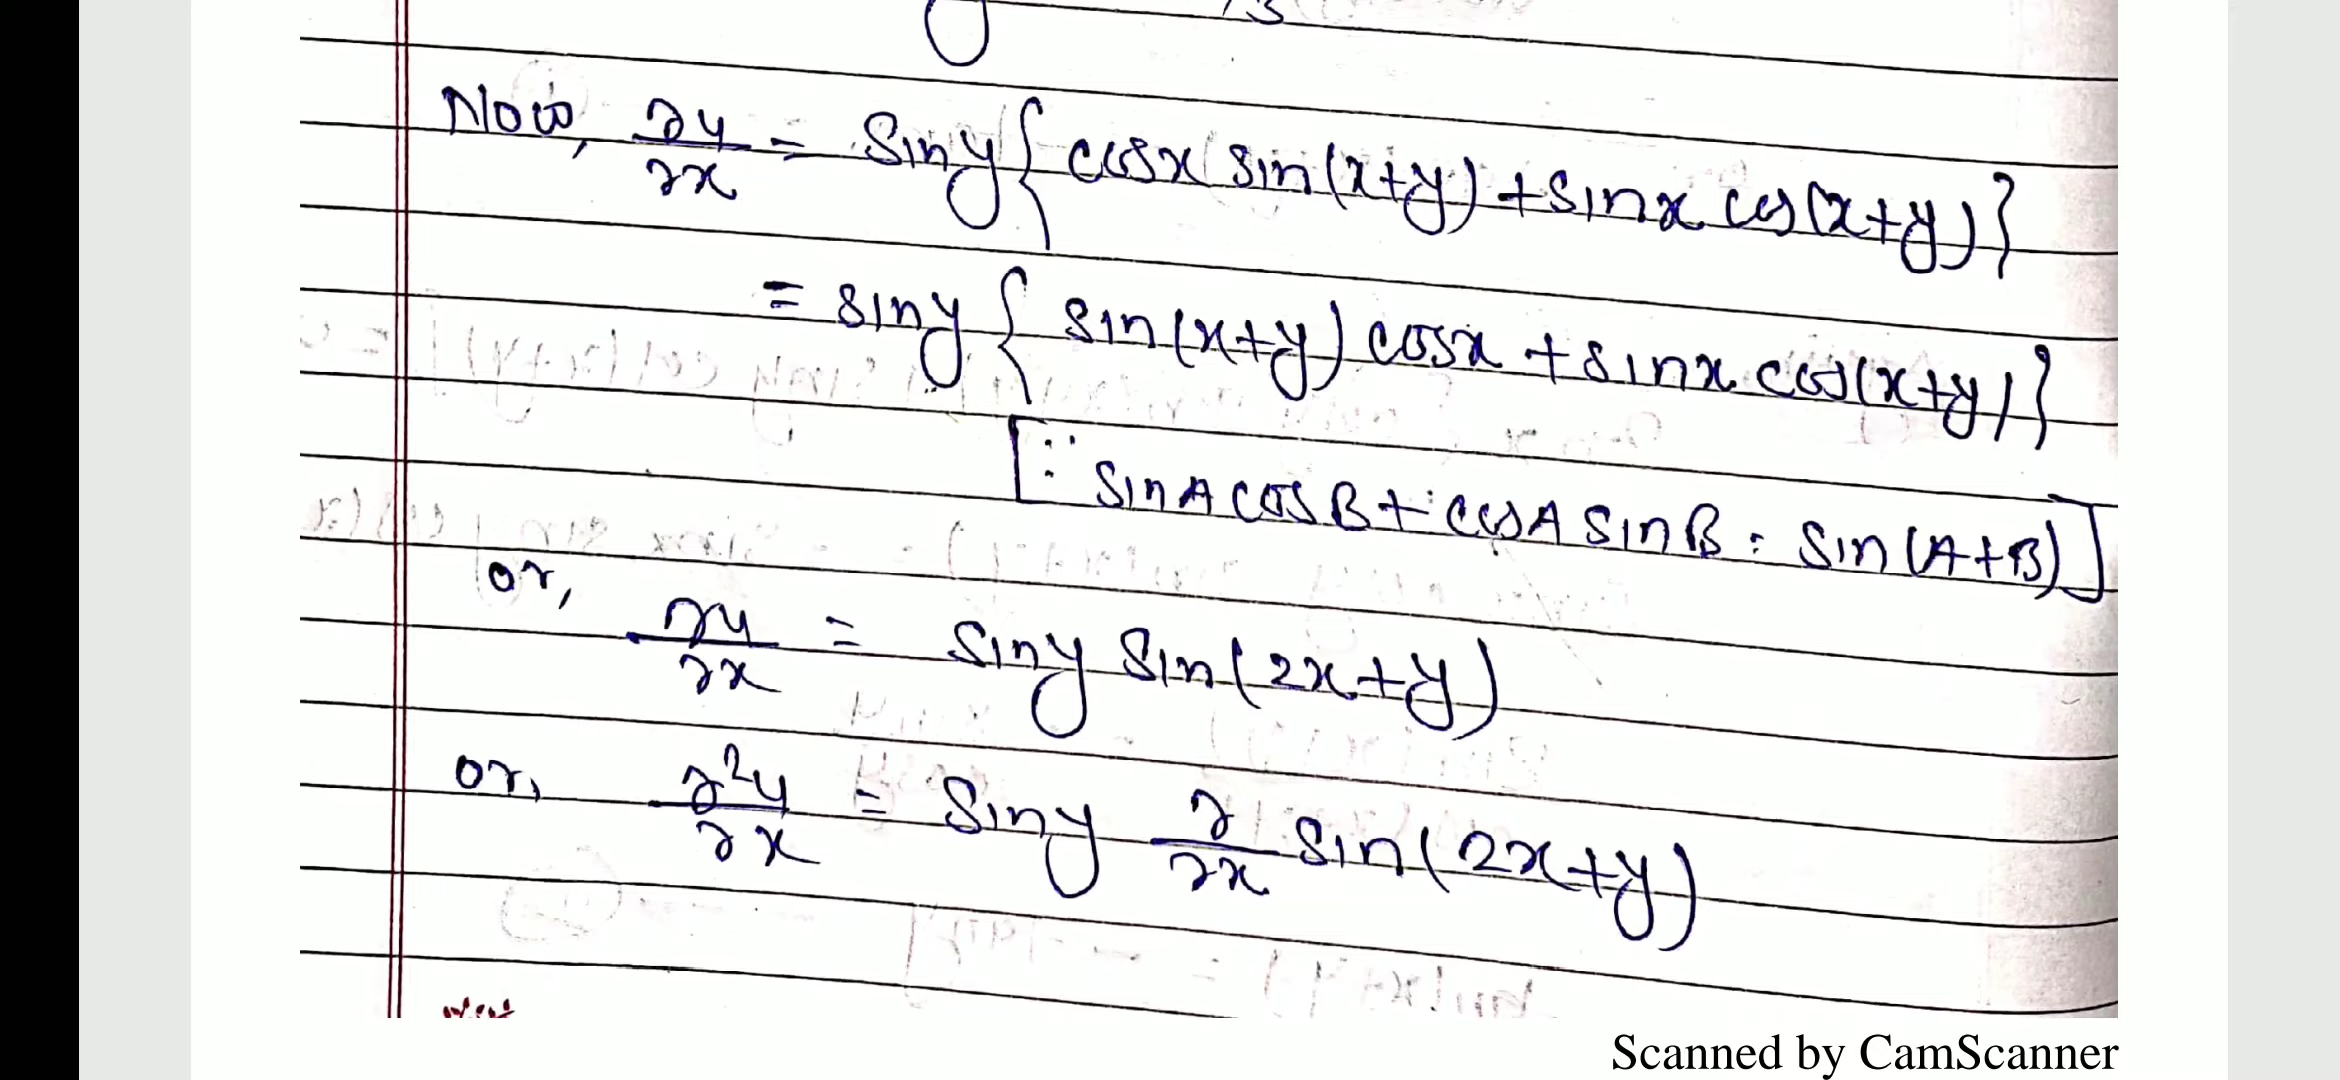 Now, ∂u/∂x = Siny { cosx sin(x+y) + sinx cos(x+y) }
= siny { sin(x+y) cosx + sinx cos(x+y) }
[∵ sinA cosB + cosA sinB = sin(A+B)]
or, ∂u/∂x = Siny Sin(2x+y)
or, ∂²u/∂x = Siny ∂/∂x Sin(2x+y)
Scanned by CamScanner